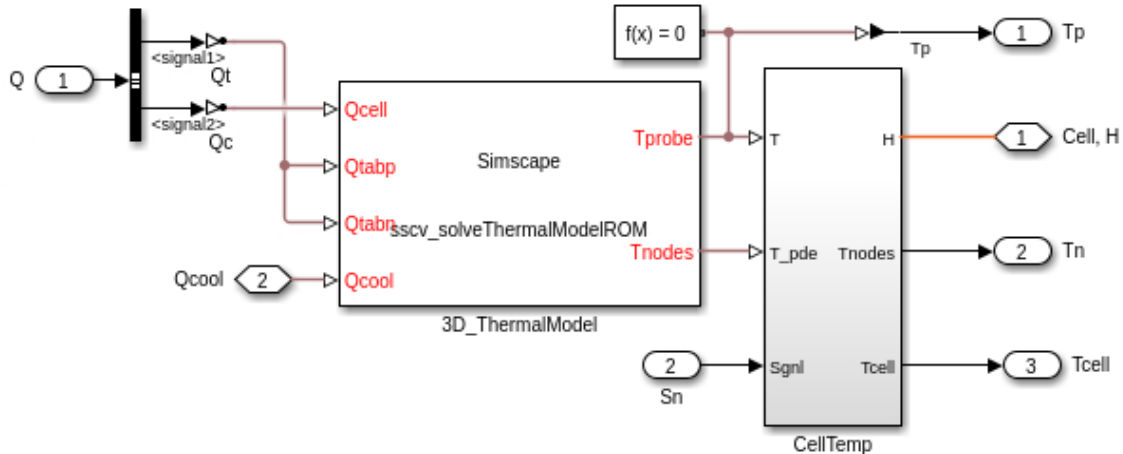 f(x) = 0
1
Tp
Tp
Q
1
<signal1>
Qt
<signal2>
Qc
Qcell
Qtabp
Qtabn
Qcool
Simscape
sscv_solveThermalModelROM
Tprobe
Tnodes
3D_ThermalModel
Qcool
2
T
T_pde
Sgnl
H
Tnodes
Tcell
CellTemp
1
Cell, H
2
Tn
3
Tcell
2
Sn